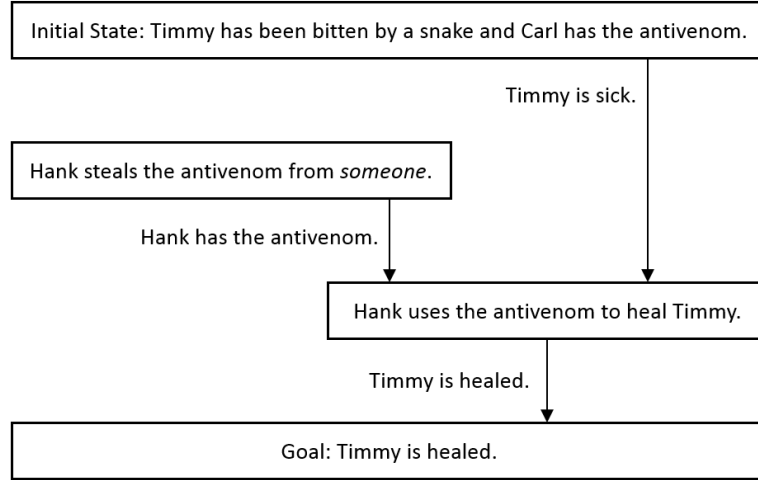 Initial State: Timmy has been bitten by a snake and Carl has the antivenom.
Timmy is sick.
Hank steals the antivenom from someone.
Hank has the antivenom.
Hank uses the antivenom to heal Timmy.
Timmy is healed.
Goal: Timmy is healed.